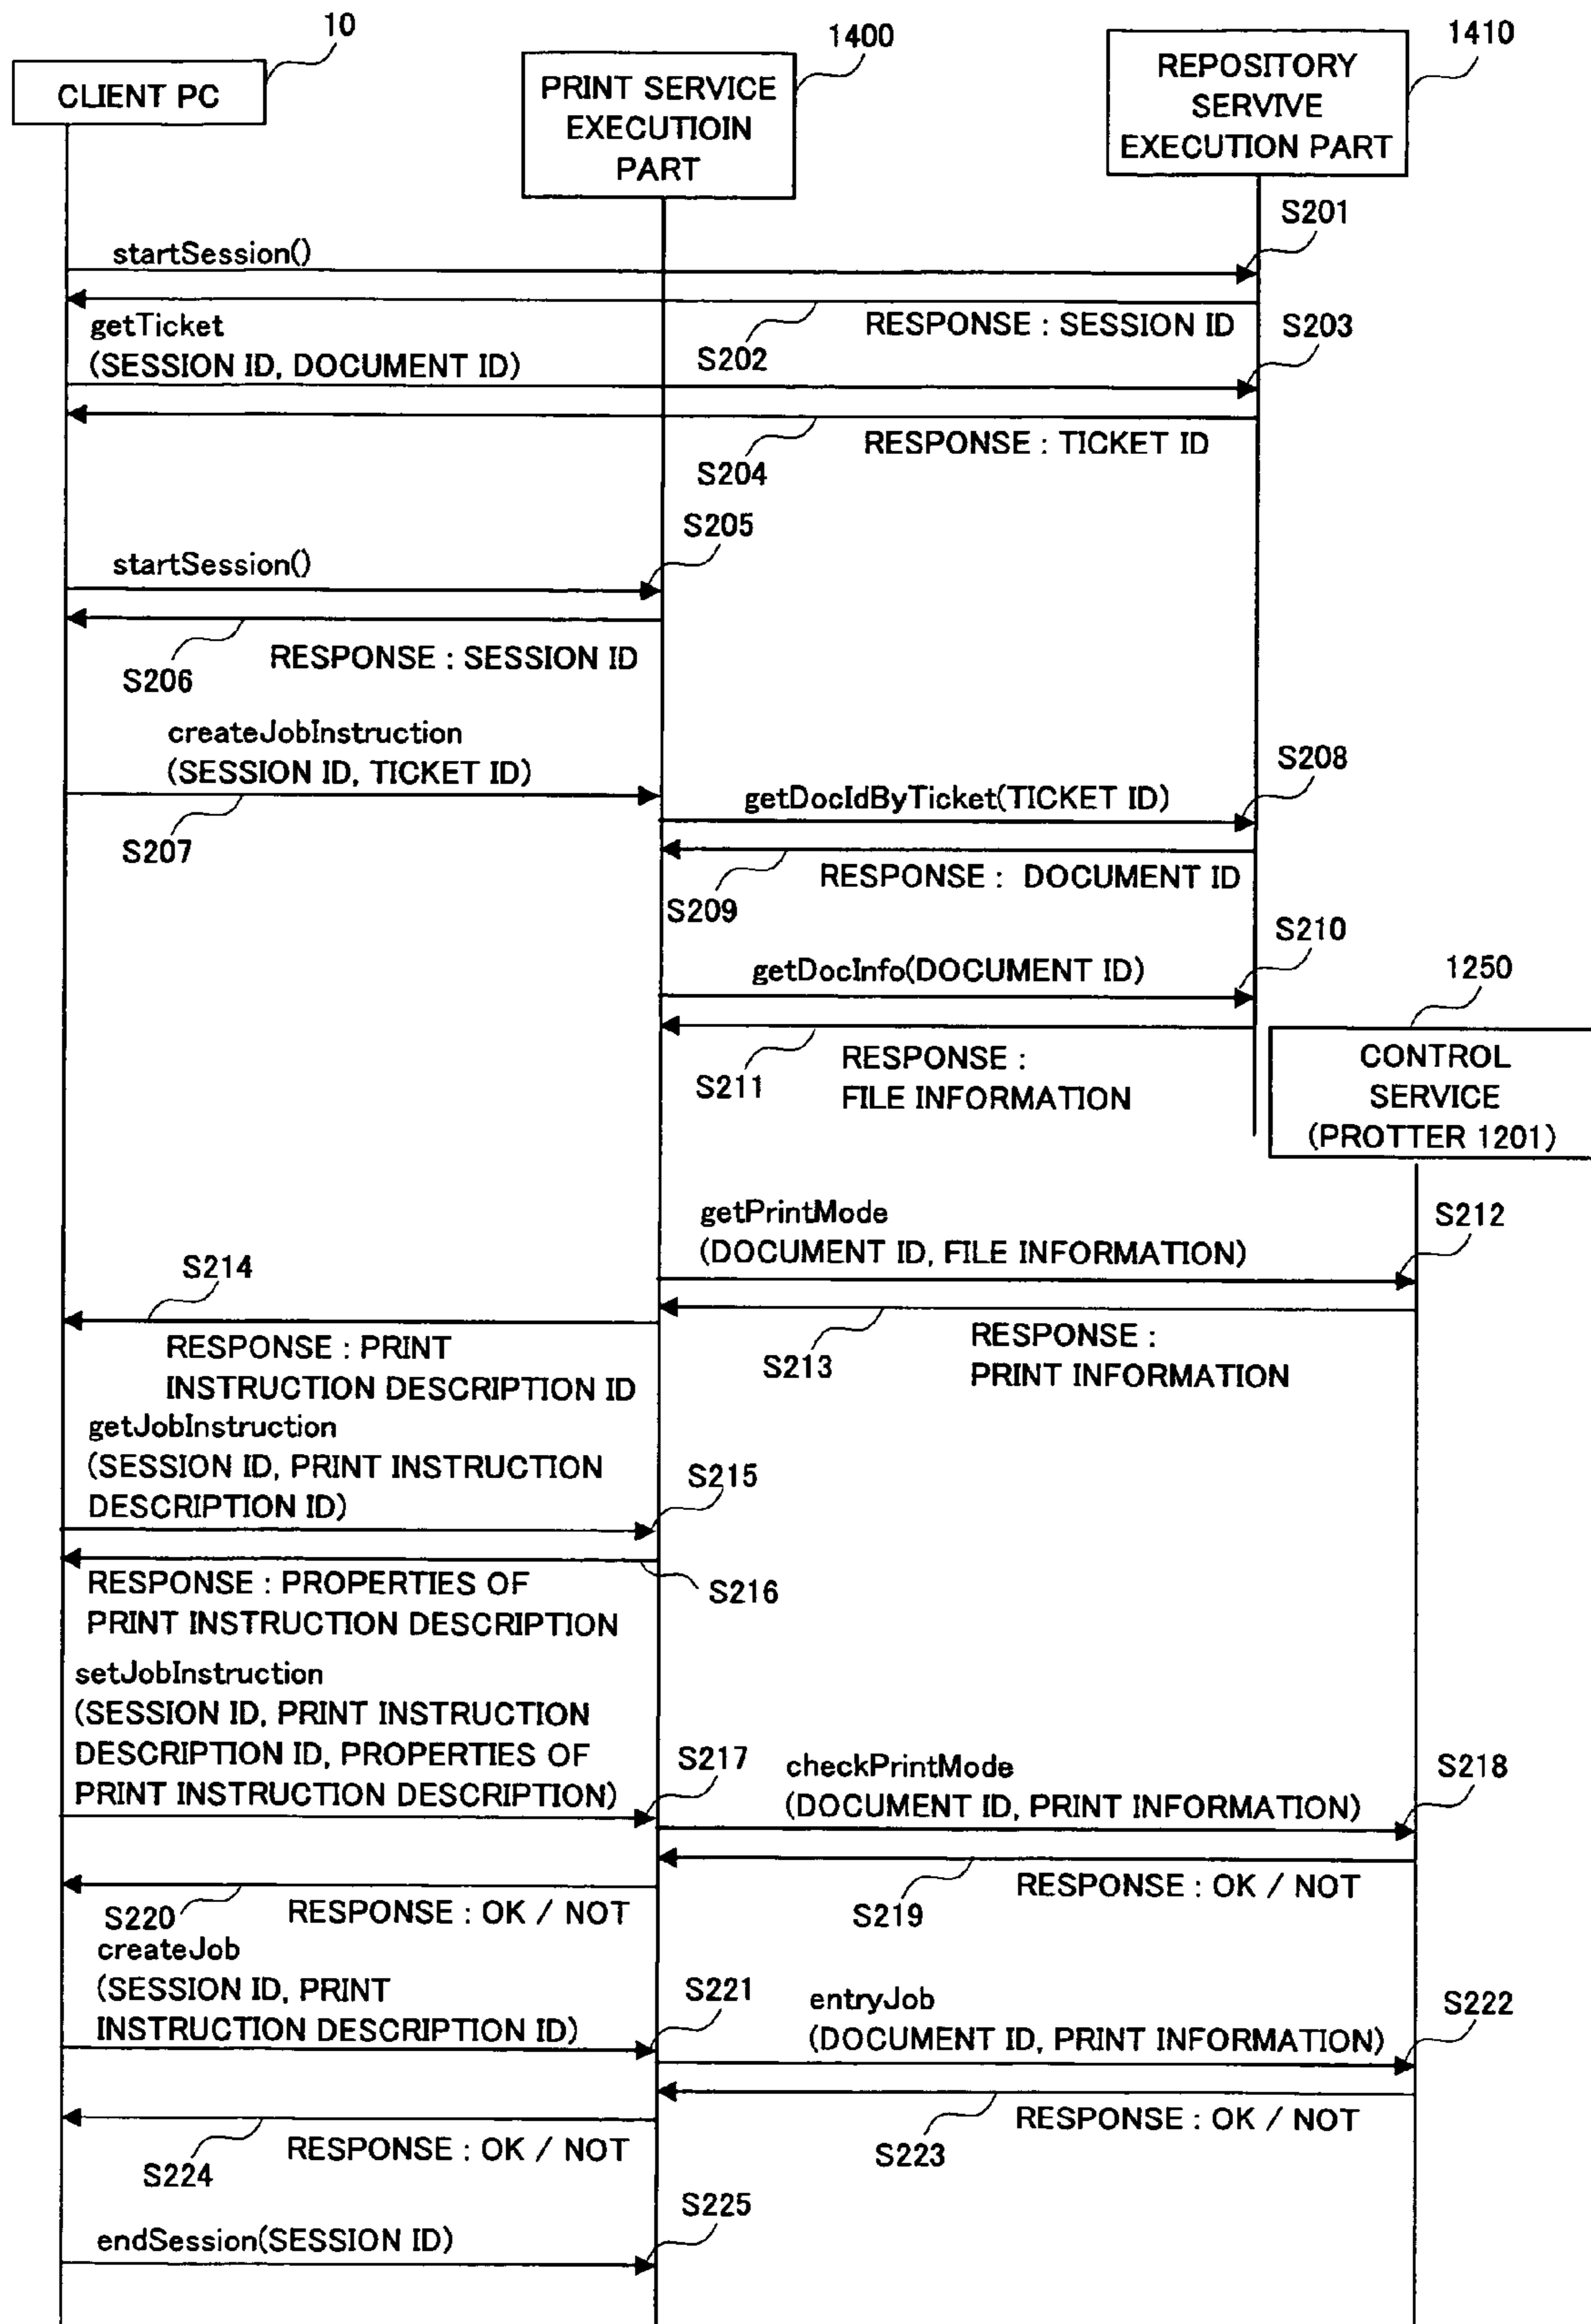 10
1400
1410
CLIENT PC
PRINT SERVICE
EXECUTIOIN
PART
REPOSITORY
SERVIVE
EXECUTION PART
S201
startSession()
RESPONSE : SESSION ID
S202
S203
getTicket
(SESSION ID, DOCUMENT ID)
RESPONSE : TICKET ID
S204
S205
startSession()
RESPONSE : SESSION ID
S206
createJobInstruction
(SESSION ID, TICKET ID)
S207
S208
getDocIdByTicket(TICKET ID)
RESPONSE : DOCUMENT ID
S209
S210
getDocInfo(DOCUMENT ID)
1250
S211
RESPONSE :
FILE INFORMATION
CONTROL
SERVICE
(PROTTER 1201)
getPrintMode
(DOCUMENT ID, FILE INFORMATION)
S212
S214
S213
RESPONSE :
PRINT INFORMATION
RESPONSE : PRINT
INSTRUCTION DESCRIPTION ID
getJobInstruction
(SESSION ID, PRINT INSTRUCTION
DESCRIPTION ID)
S215
RESPONSE : PROPERTIES OF
PRINT INSTRUCTION DESCRIPTION
S216
setJobInstruction
(SESSION ID, PRINT INSTRUCTION
DESCRIPTION ID, PROPERTIES OF
PRINT INSTRUCTION DESCRIPTION)
S217
checkPrintMode
(DOCUMENT ID, PRINT INFORMATION)
S218
RESPONSE : OK / NOT
S219
S220
RESPONSE : OK / NOT
createJob
(SESSION ID, PRINT
INSTRUCTION DESCRIPTION ID)
S221
entryJob
(DOCUMENT ID, PRINT INFORMATION)
S222
RESPONSE : OK / NOT
S223
RESPONSE : OK / NOT
S224
S225
endSession(SESSION ID)